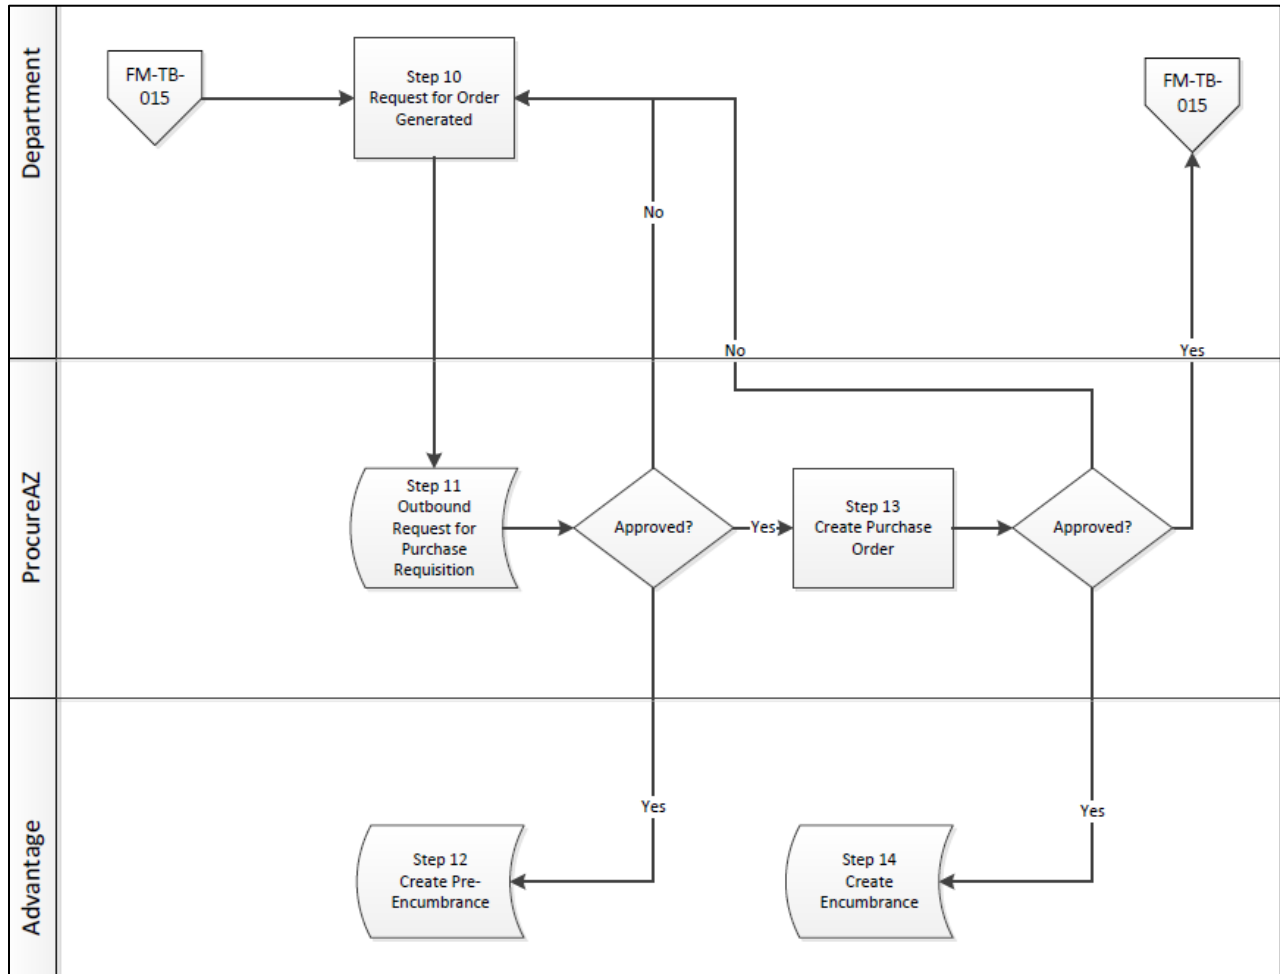 Department
FM-TB-
015
Step 10
Request for Order
Generated
FM-TB-
015
No
No
Yes
ProcureAZ
Step 11
Outbound
Request for
Purchase
Requisition
Approved?
Yes
Step 13
Create Purchase
Order
Approved?
Advantage
Yes
Yes
Step 12
Create Pre-
Encumbrance
Step 14
Create
Encumbrance